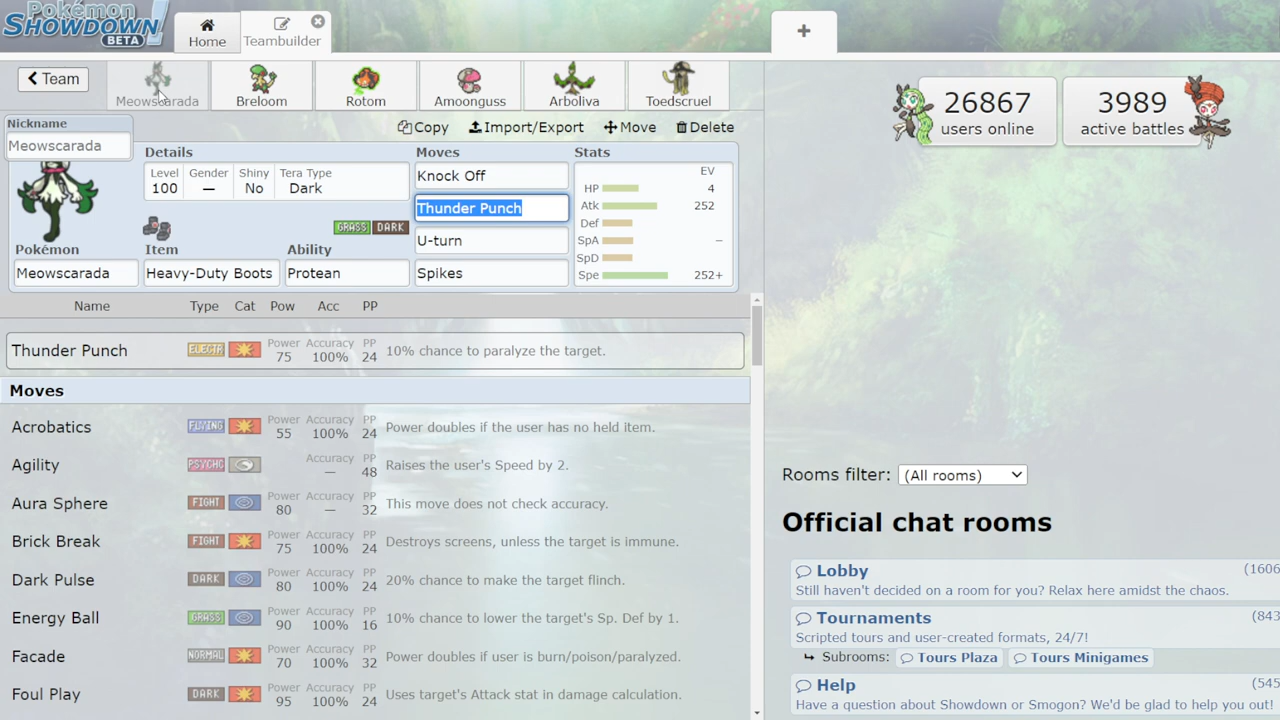 Pokémon
SHOWDOWN!
BETA
Home
Teambuilder
+
Team
Meowscarada
Breloom
Rotom
Amoonguss
Arboliva
Toedscruel
Copy
Import/Export
Move
Delete
Nickname
Meowscarada
Details
Level
100
Gender
—
Shiny
No
Tera Type
Dark
GRASS
DARK
Pokémon
Meowscarada
Item
Heavy-Duty Boots
Ability
Protean
Moves
Knock Off
Thunder Punch
U-turn
Spikes
Stats
EV
HP 4
Atk 252
Def
SpA –
SpD
Spe 252+
26867
users online
3989
active battles
Name Type Cat Pow Acc PP
Thunder Punch ELECTR Power 75 Accuracy 100% PP 24 10% chance to paralyze the target.
Moves
Acrobatics FLYING Power 55 Accuracy 100% PP 24 Power doubles if the user has no held item.
Agility PSYCHC Accuracy — PP 48 Raises the user's Speed by 2.
Aura Sphere FIGHT Power 80 Accuracy — PP 32 This move does not check accuracy.
Brick Break FIGHT Power 75 Accuracy 100% PP 24 Destroys screens, unless the target is immune.
Dark Pulse DARK Power 80 Accuracy 100% PP 24 20% chance to make the target flinch.
Energy Ball GRASS Power 90 Accuracy 100% PP 16 10% chance to lower the target's Sp. Def by 1.
Facade NORMAL Power 70 Accuracy 100% PP 32 Power doubles if user is burn/poison/paralyzed.
Foul Play DARK Power 95 Accuracy 100% PP 24 Uses target's Attack stat in damage calculation.
Rooms filter: (All rooms)
Official chat rooms
Lobby (1606
Still haven't decided on a room for you? Relax here amidst the chaos.
Tournaments (843
Scripted tours and user-created formats, 24/7!
Subrooms: Tours Plaza Tours Minigames
Help (545
Have a question about Showdown or Smogon? We'd be glad to help you out!